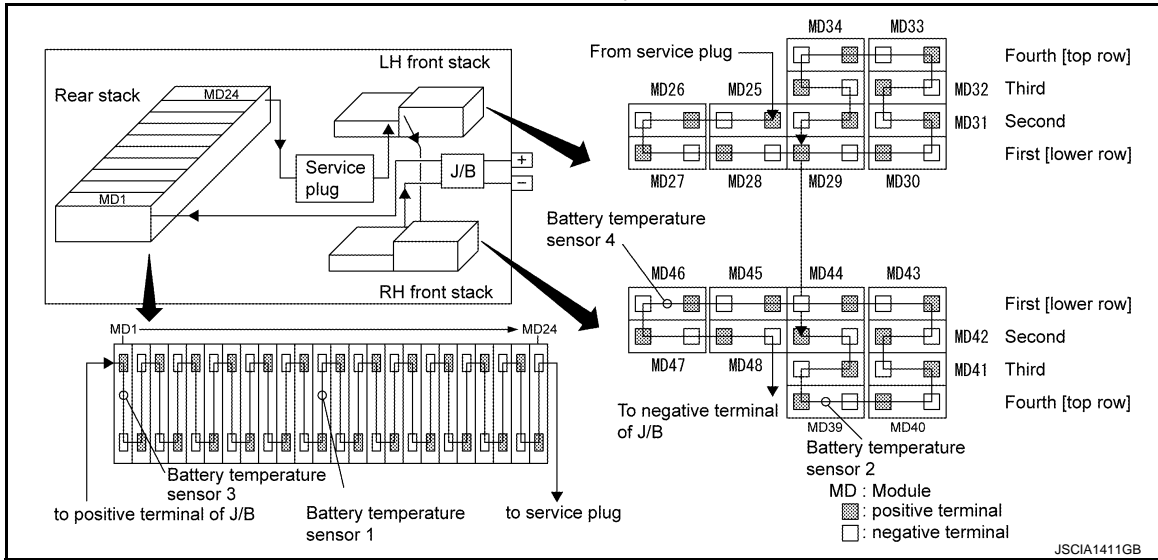 LH front stack
Rear stack
MD24
Service
plug
J/B
+
−
MD1
RH front stack
MD1
MD24
Battery temperature
sensor 3
to positive terminal of J/B
Battery temperature
sensor 1
to service plug
From service plug
MD34
MD33
Fourth [top row]
MD26
MD25
MD32
Third
MD31
Second
First [lower row]
MD27
MD28
MD29
MD30
Battery temperature
sensor 4
MD46
MD45
MD44
MD43
First [lower row]
MD42
Second
MD47
MD48
MD41
Third
To negative terminal
of J/B
Fourth [top row]
MD39
MD40
Battery temperature
sensor 2
MD : Module
: positive terminal
: negative terminal
JSCIA1411GB